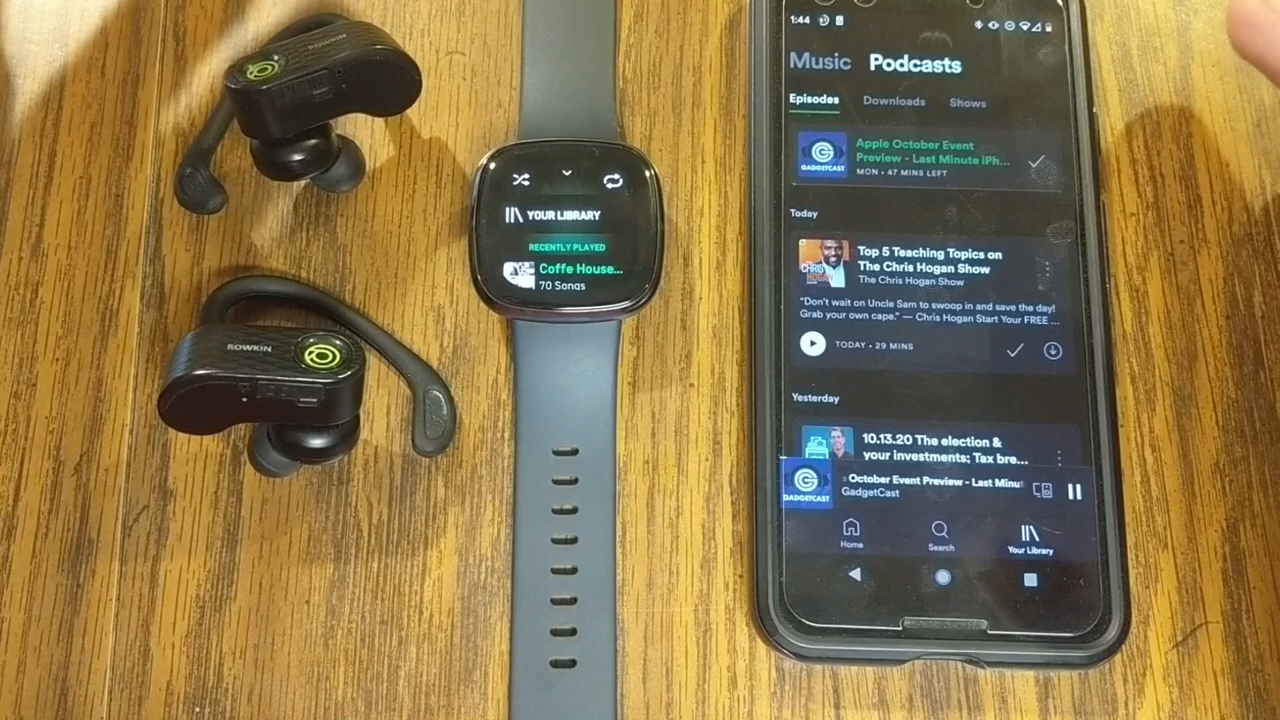 ROWKIN
ROWKIN
YOUR LIBRARY
RECENTLY PLAYED
Coffe House...
70 Songs
1:44
Music Podcasts
Episodes Downloads Shows
GADGETCAST
Apple October Event
Preview - Last Minute iPh...
MON • 47 MINS LEFT
Today
CHRIS HOGAN
Top 5 Teaching Topics on
The Chris Hogan Show
The Chris Hogan Show
"Don't wait on Uncle Sam to swoop in and save the day!
Grab your own cape." — Chris Hogan Start Your FREE ...
TODAY • 29 MINS
Yesterday
10.13.20 The election &
your investments; Tax bre...
GADGETCAST
October Event Preview - Last Minut
GadgetCast
Home Search Your Library